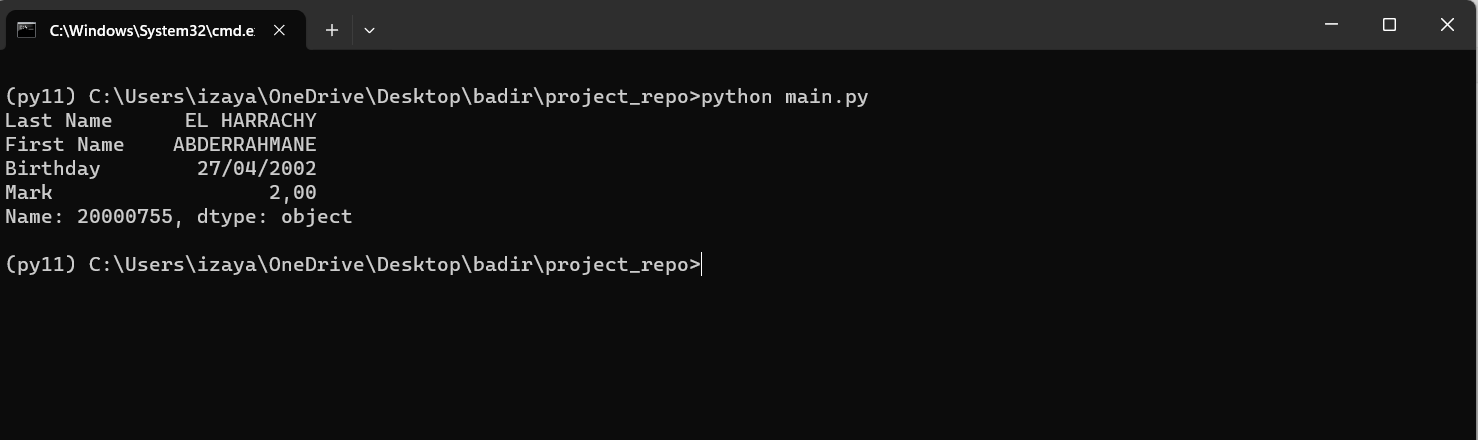 C:\Windows\System32\cmd.e
(py11) C:\Users\izaya\OneDrive\Desktop\badir\project_repo>python main.py
Last Name      EL HARRACHY
First Name    ABDERRAHMANE
Birthday        27/04/2002
Mark                  2,00
Name: 20000755, dtype: object
(py11) C:\Users\izaya\OneDrive\Desktop\badir\project_repo>